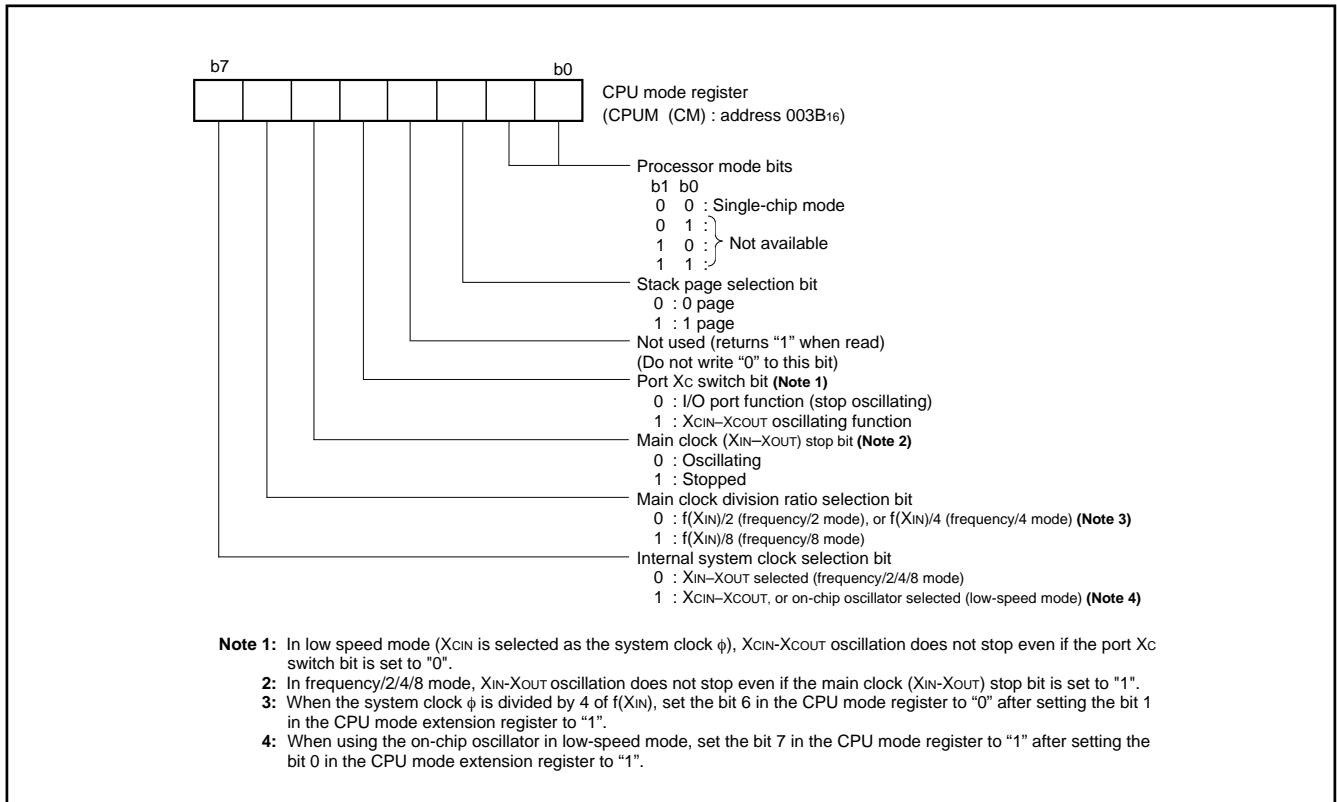 b7 b0
CPU mode register
(CPUM (CM) : address 003B16)
Processor mode bits
b1 b0
0 0 : Single-chip mode
0 1 :
1 0 : Not available
1 1 :
Stack page selection bit
0 : 0 page
1 : 1 page
Not used (returns “1” when read)
(Do not write “0” to this bit)
Port XC switch bit (Note 1)
0 : I/O port function (stop oscillating)
1 : XCIN–XCOUT oscillating function
Main clock (XIN–XOUT) stop bit (Note 2)
0 : Oscillating
1 : Stopped
Main clock division ratio selection bit
0 : f(XIN)/2 (frequency/2 mode), or f(XIN)/4 (frequency/4 mode) (Note 3)
1 : f(XIN)/8 (frequency/8 mode)
Internal system clock selection bit
0 : XIN–XOUT selected (frequency/2/4/8 mode)
1 : XCIN–XCOUT, or on-chip oscillator selected (low-speed mode) (Note 4)
Note 1: In low speed mode (XCIN is selected as the system clock ϕ), XCIN-XCOUT oscillation does not stop even if the port XC
switch bit is set to "0".
2: In frequency/2/4/8 mode, XIN-XOUT oscillation does not stop even if the main clock (XIN-XOUT) stop bit is set to "1".
3: When the system clock ϕ is divided by 4 of f(XIN), set the bit 6 in the CPU mode register to “0” after setting the bit 1
in the CPU mode extension register to “1”.
4: When using the on-chip oscillator in low-speed mode, set the bit 7 in the CPU mode register to “1” after setting the
bit 0 in the CPU mode extension register to “1”.